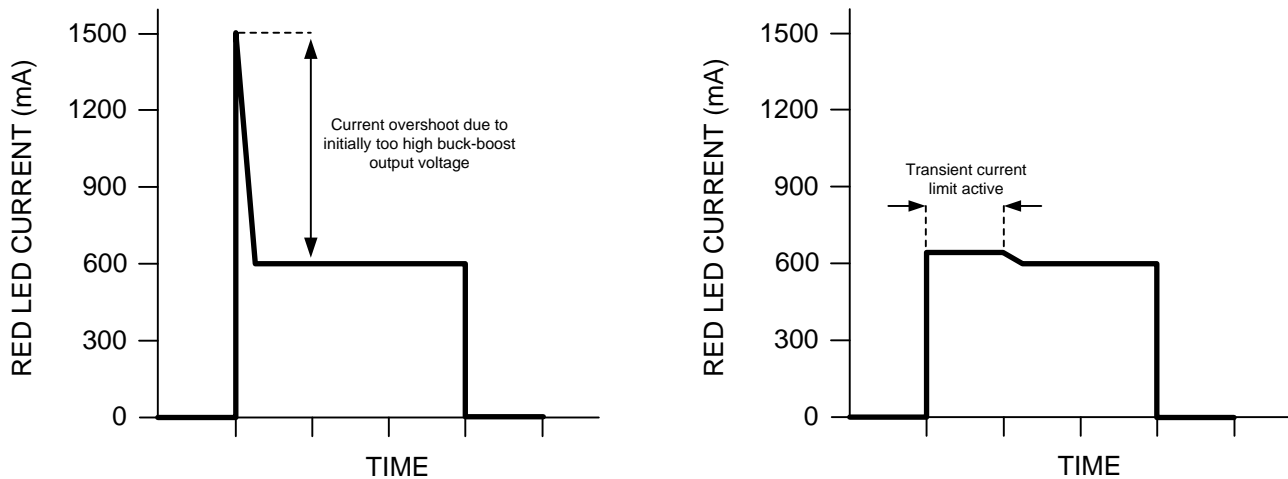 RED LED CURRENT (mA)
1500
1200
900
600
300
0
Current overshoot due to
initially too high buck-boost
output voltage
TIME
RED LED CURRENT (mA)
1500
1200
900
600
300
0
Transient current
limit active
TIME